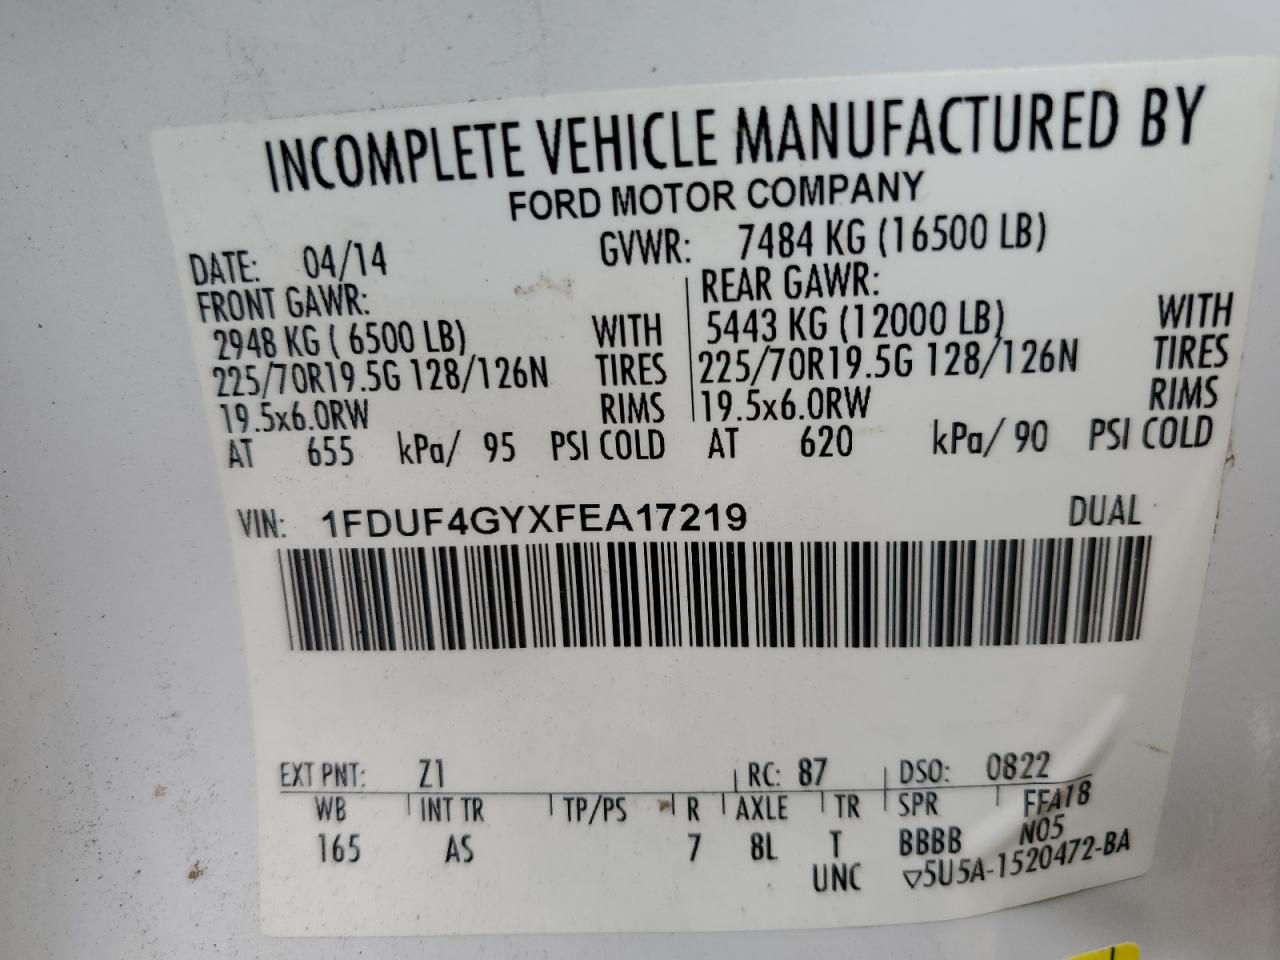 INCOMPLETE VEHICLE MANUFACTURED BY
FORD MOTOR COMPANY
DATE: 04/14 GVWR: 7484 KG (16500 LB)
FRONT GAWR: REAR GAWR:
2948 KG ( 6500 LB) WITH 5443 KG (12000 LB) WITH
225/70R19.5G 128/126N TIRES 225/70R19.5G 128/126N TIRES
19.5x6.0RW RIMS 19.5x6.0RW RIMS
AT 655 kPa/ 95 PSI COLD AT 620 kPa/ 90 PSI COLD
VIN: 1FDUF4GYXFEA17219 DUAL
EXT PNT: Z1 RC: 87 DSO: 0822
WB INT TR TP/PS R AXLE TR SPR FFA18
165 AS 7 8L T BBBB N05
UNC ▽5U5A-1520472-BA